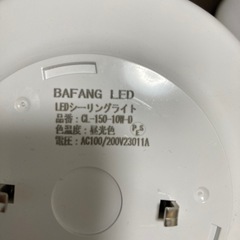 BAFANG LED
LEDシーリングライト
品番：CL-150-10W-D
色温度：昼光色
PSE
電圧：AC100/200V23011A